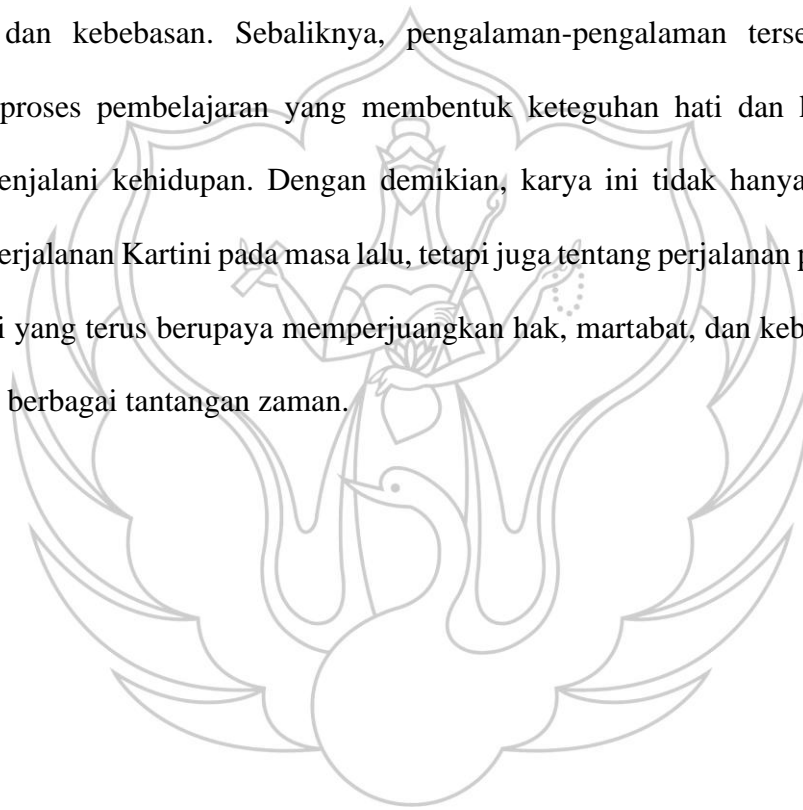 dan kebebasan. Sebaliknya, pengalaman-pengalaman terse
proses pembelajaran yang membentuk keteguhan hati dan
enjalani kehidupan. Dengan demikian, karya ini tidak hanya
erjalanan Kartini pada masa lalu, tetapi juga tentang perjalanan p
i yang terus berupaya memperjuangkan hak, martabat, dan keb
berbagai tantangan zaman.